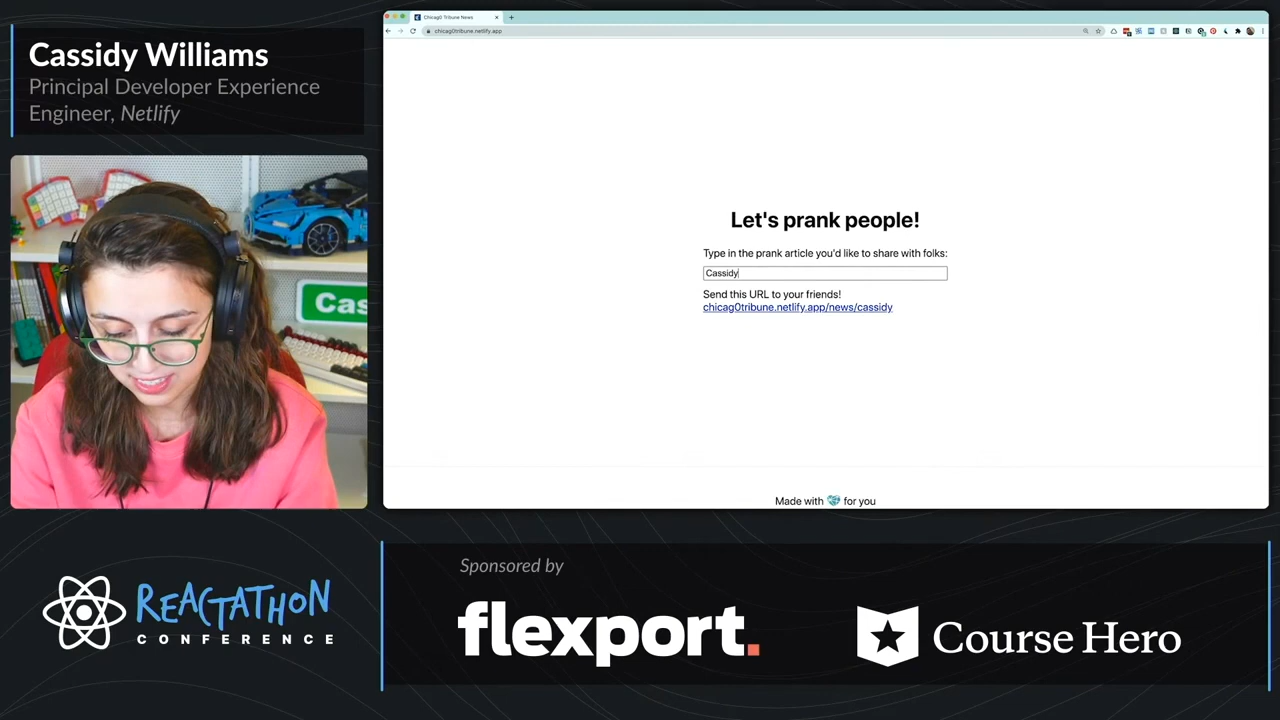 Cassidy Williams
Principal Developer Experience
Engineer, Netlify
Cas
REACTATHON
CONFERENCE
Chicag0 Tribune News
chicag0tribune.netlify.app
Let's prank people!
Type in the prank article you'd like to share with folks:
Cassidy
Send this URL to your friends!
chicag0tribune.netlify.app/news/cassidy
Made with for you
Sponsored by
flexport.
Course Hero